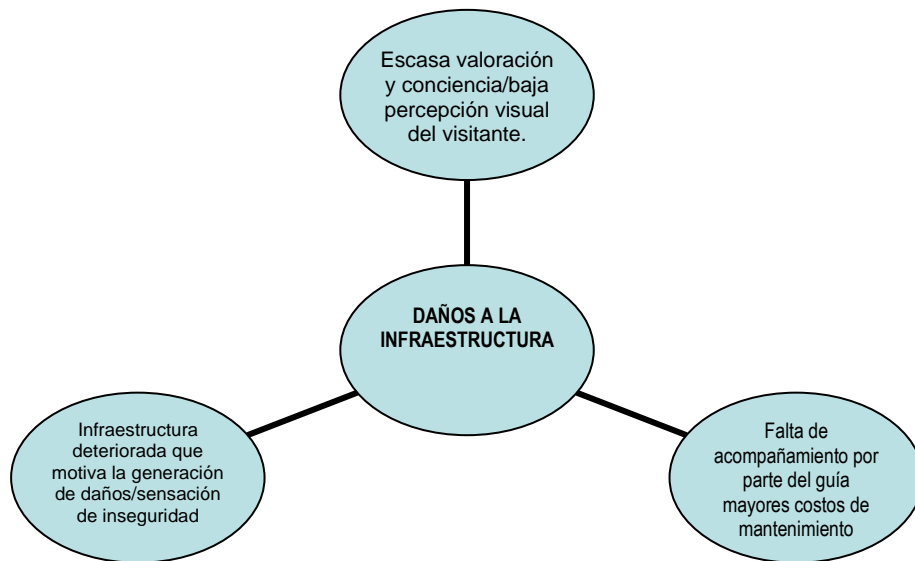 Escasa valoración
y conciencia/baja
percepción visual
del visitante.
DAÑOS A LA
INFRAESTRUCTURA
Infraestructura
deteriorada que
motiva la generación
de daños/sensación
de inseguridad
Falta de
acompañamiento por
parte del guía
mayores costos de
mantenimiento